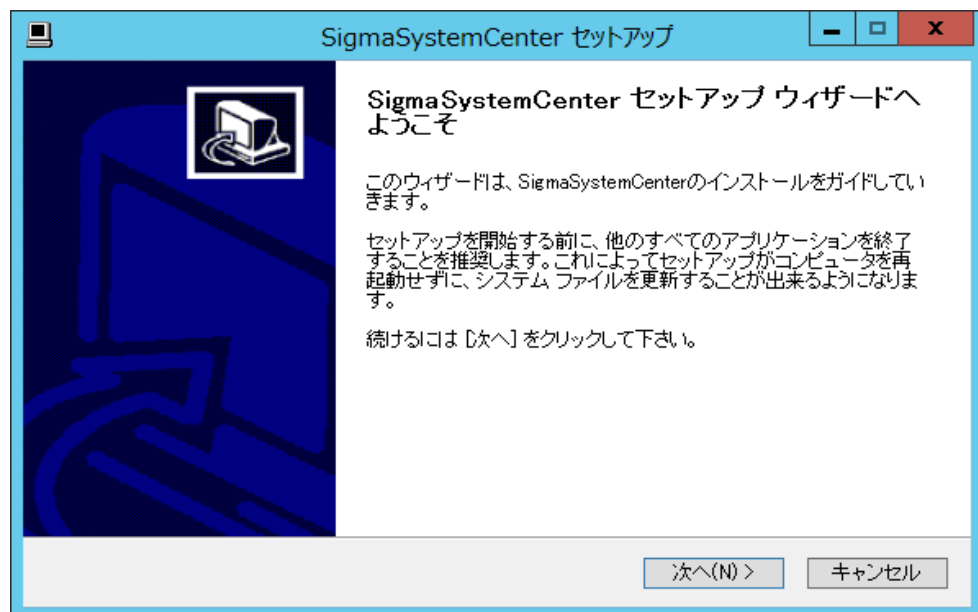 SigmaSystemCenter セットアップ
SigmaSystemCenter セットアップ ウィザードへ
ようこそ
このウィザードは、SigmaSystemCenterのインストールをガイドしてい
きます。
セットアップを開始する前に、他のすべてのアプリケーションを終了
することを推奨します。これによってセットアップがコンピュータを再
起動せずに、システム ファイルを更新することが出来るようになりま
す。
続けるには [次へ] をクリックして下さい。
次へ(N) >
キャンセル